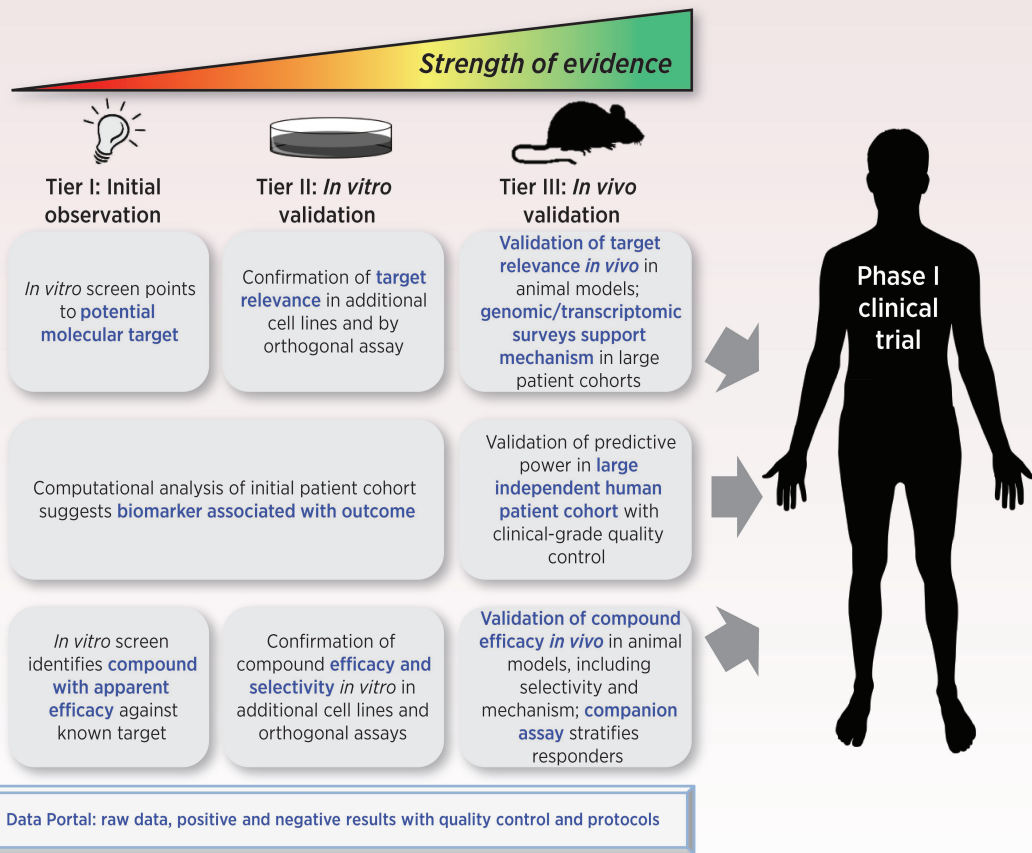 Strength of evidence
Tier I: Initial
observation
Tier II: In vitro
validation
Tier III: In vivo
validation
In vitro screen points
to potential
molecular target
Confirmation of target
relevance in additional
cell lines and by
orthogonal assay
Validation of target
relevance in vivo in
animal models;
genomic/transcriptomic
surveys support
mechanism in large
patient cohorts
Computational analysis of initial patient cohort
suggests biomarker associated with outcome
Validation of predictive
power in large
independent human
patient cohort with
clinical-grade quality
control
In vitro screen
identifies compound
with apparent
efficacy against
known target
Confirmation of
compound efficacy and
selectivity in vitro in
additional cell lines and
orthogonal assays
Validation of compound
efficacy in vivo in animal
models, including
selectivity and
mechanism; companion
assay stratifies
responders
Phase I
clinical
trial
Data Portal: raw data, positive and negative results with quality control and protocols